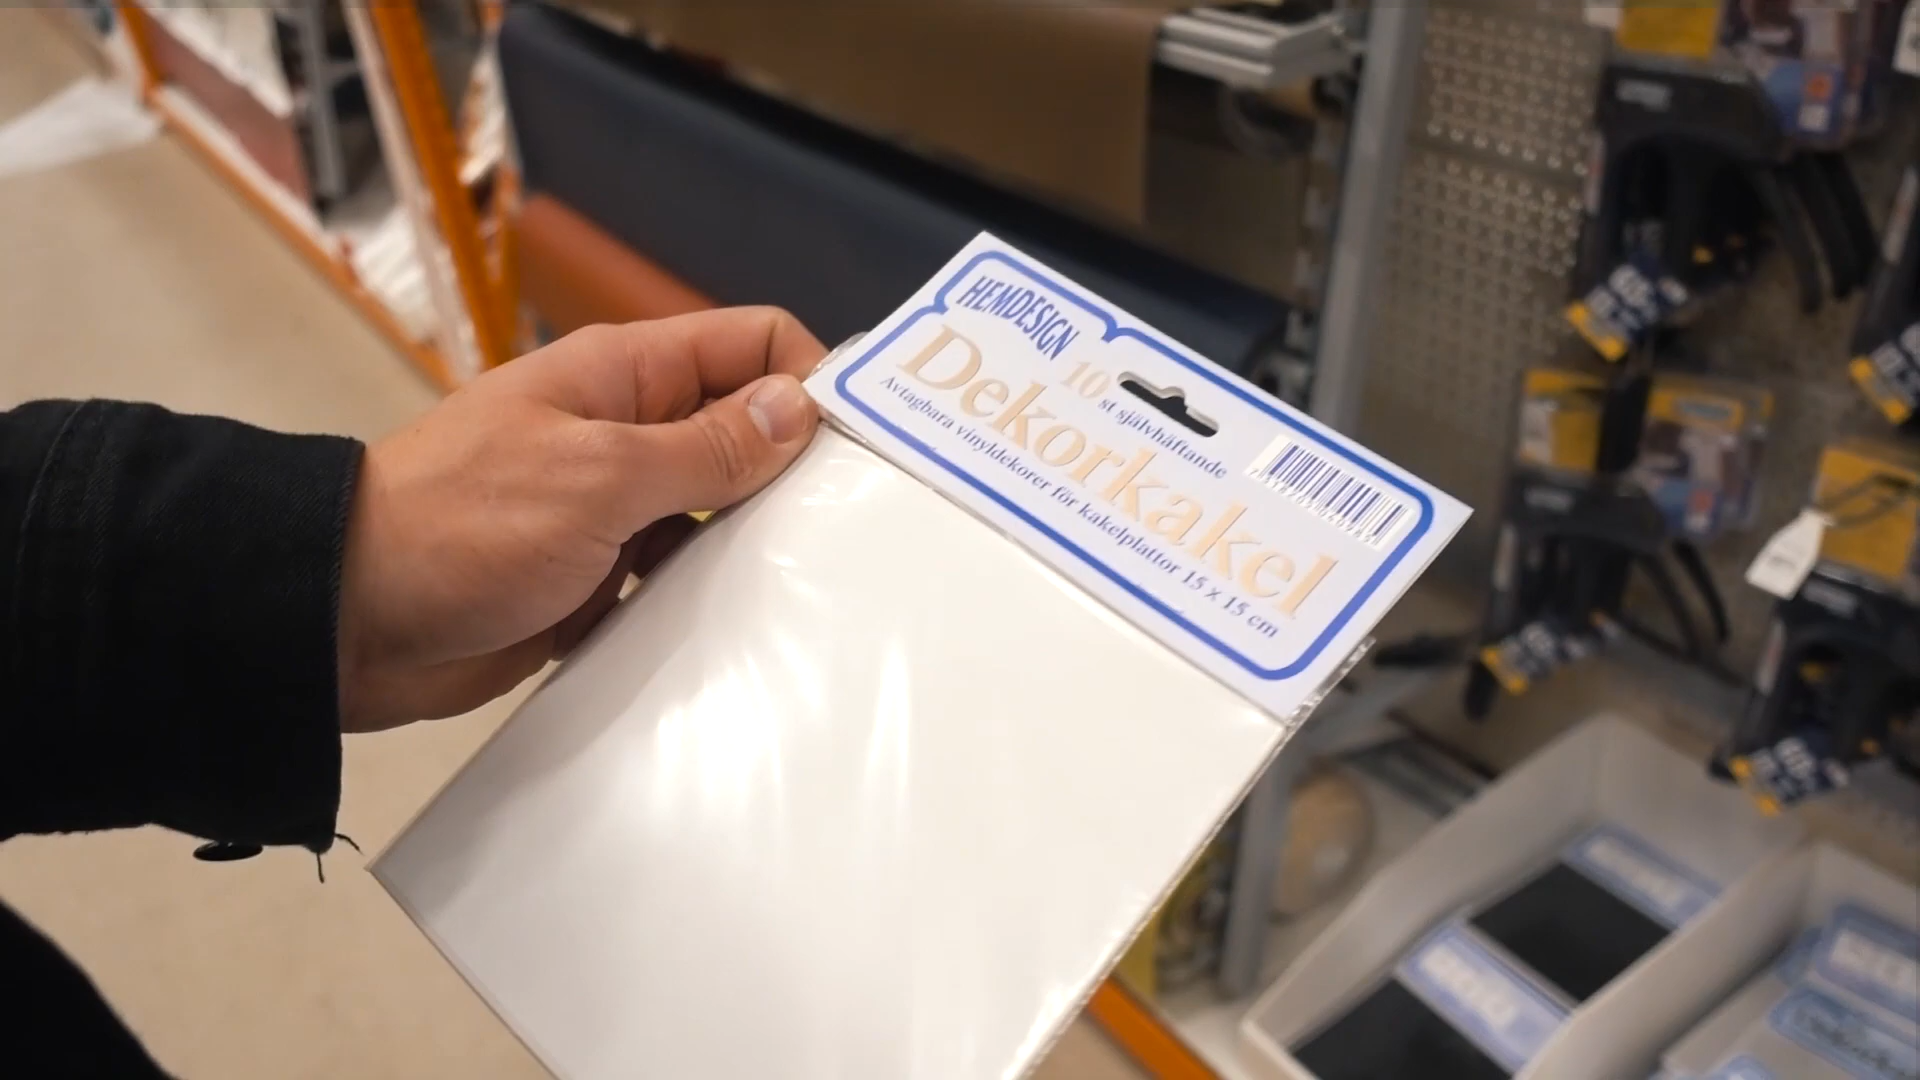 HEMDESIGN
10 st självhäftande
Dekorkakel
Avtagbara vinyldekorer för kakelplattor 15 x 15 cm